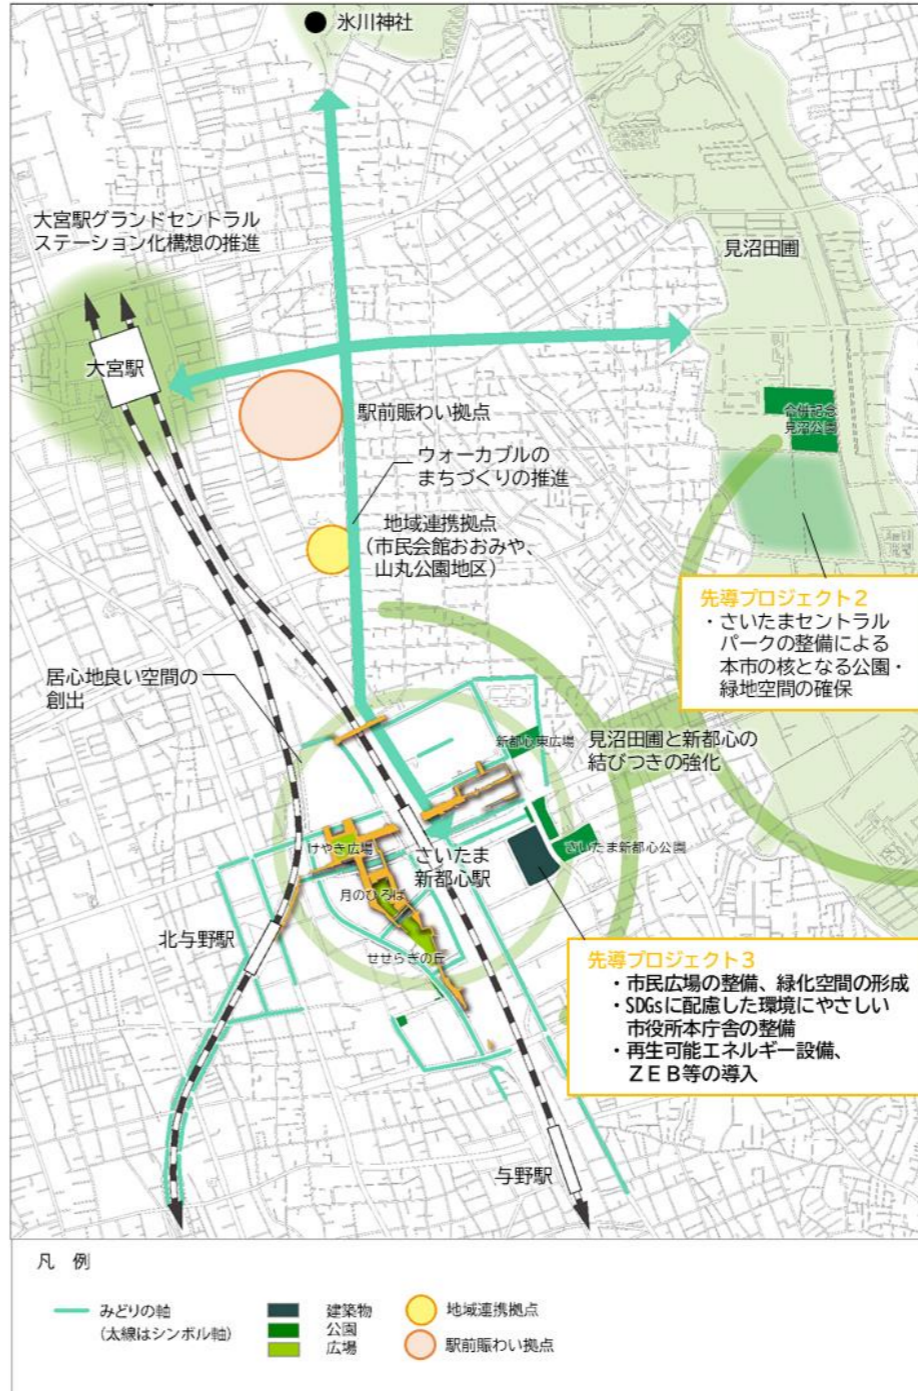 氷川神社
大宮駅グランドセントラル
ステーション化構想の推進
見沼田圃
大宮駅
駅前賑わい拠点
合併記念
見沼公園
ウォーカブルの
まちづくりの推進
地域連携拠点
(市民会館おおみや、
山丸公園地区)
先導プロジェクト2
・さいたまセントラル
パークの整備による
本市の核となる公園・
緑地空間の確保
居心地良い空間の
創出
新都心東広場
見沼田圃と新都心の
結びつきの強化
けやき広場
さいたま
新都心駅
さいたま新都心公園
月のひろば
北与野駅
せせらぎの丘
先導プロジェクト3
・市民広場の整備、緑化空間の形成
・SDGsに配慮した環境にやさしい
市役所本庁舎の整備
・再生可能エネルギー設備、
ZEB等の導入
与野駅
凡 例
みどりの軸
(太線はシンボル軸)
建築物
公園
広場
地域連携拠点
駅前賑わい拠点